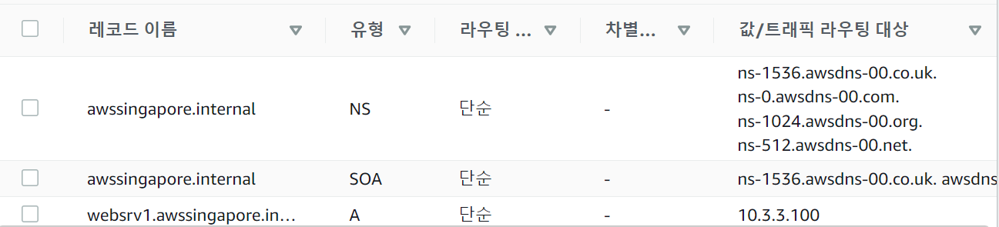 레코드 이름 유형 라우팅 ... 차별... 값/트래픽 라우팅 대상
ns-1536.awsdns-00.co.uk.
ns-0.awsdns-00.com.
awssingapore.internal NS 단순 -
ns-1024.awsdns-00.org.
ns-512.awsdns-00.net.
awssingapore.internal SOA 단순 - ns-1536.awsdns-00.co.uk. awsdns
websrv1.awssingapore.in... A 단순 - 10.3.3.100